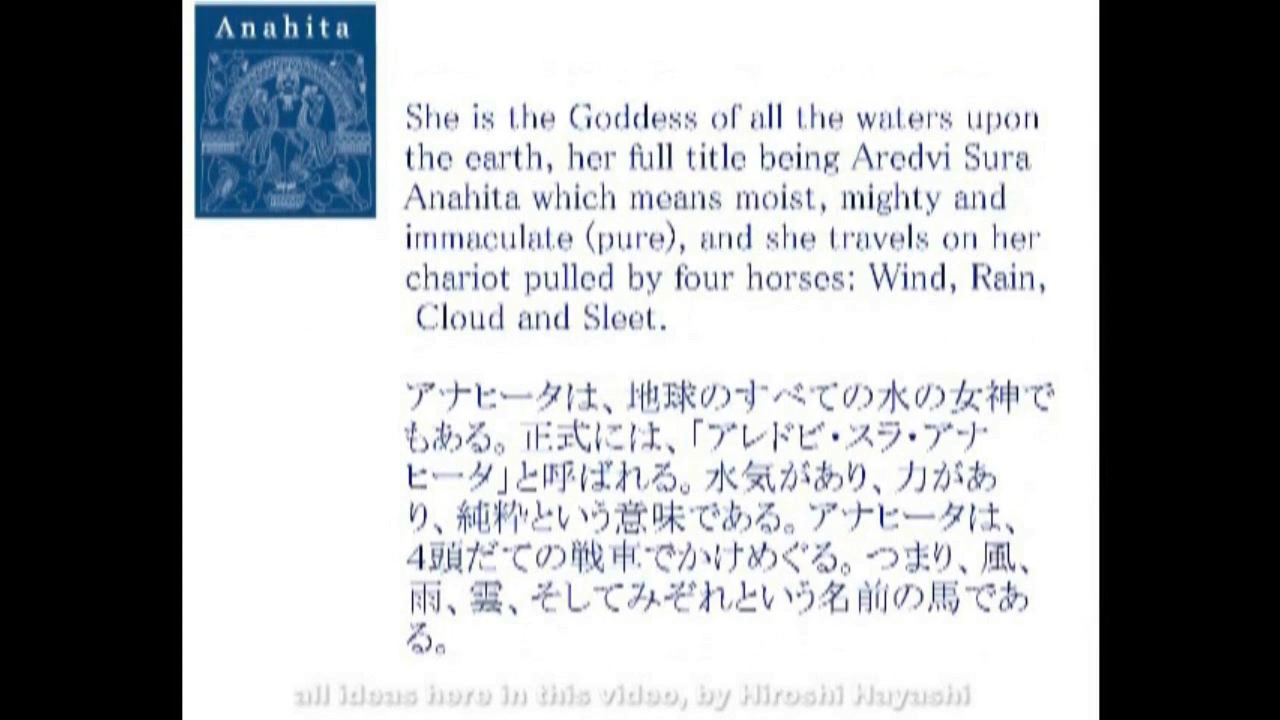 Anahita
She is the Goddess of all the waters upon
the earth, her full title being Aredvi Sura
Anahita which means moist, mighty and
immaculate (pure), and she travels on her
chariot pulled by four horses: Wind, Rain,
Cloud and Sleet.
アナヒータは、地球のすべての水の女神で
もある。正式には、「アレドビ・スラ・アナ
ヒータ」と呼ばれる。水気があり、力があ
り、純粋という意味である。アナヒータは、
4頭だての戦車でかけめぐる。つまり、風、
雨、雲、そしてみぞれという名前の馬であ
る。
all ideas here in this video, by Hiroshi Hayashi